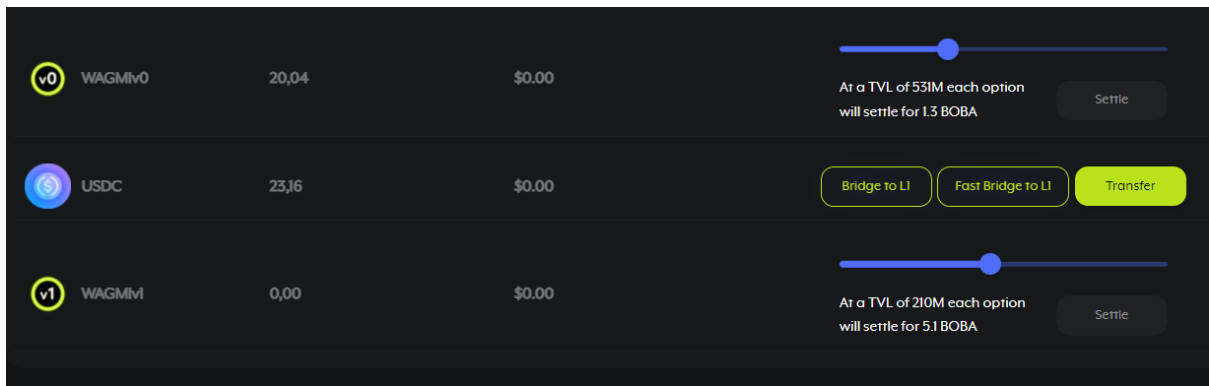 v0 WAGMIv0 20,04 $0.00
At a TVL of 531M each option
will settle for 1.3 BOBA
Settle
$ USDC 23,16 $0.00 Bridge to L1 Fast Bridge to L1 Transfer
v1 WAGMIv1 0,00 $0.00
At a TVL of 210M each option
will settle for 5.1 BOBA
Settle